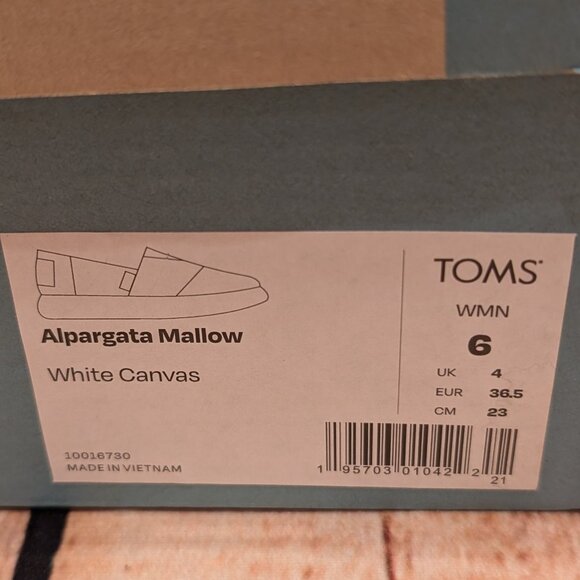 Alpargata Mallow
White Canvas
10016730
MADE IN VIETNAM
TOMS
WMN
6
UK 4
EUR 36.5
CM 23
1 95703 01042 2
21